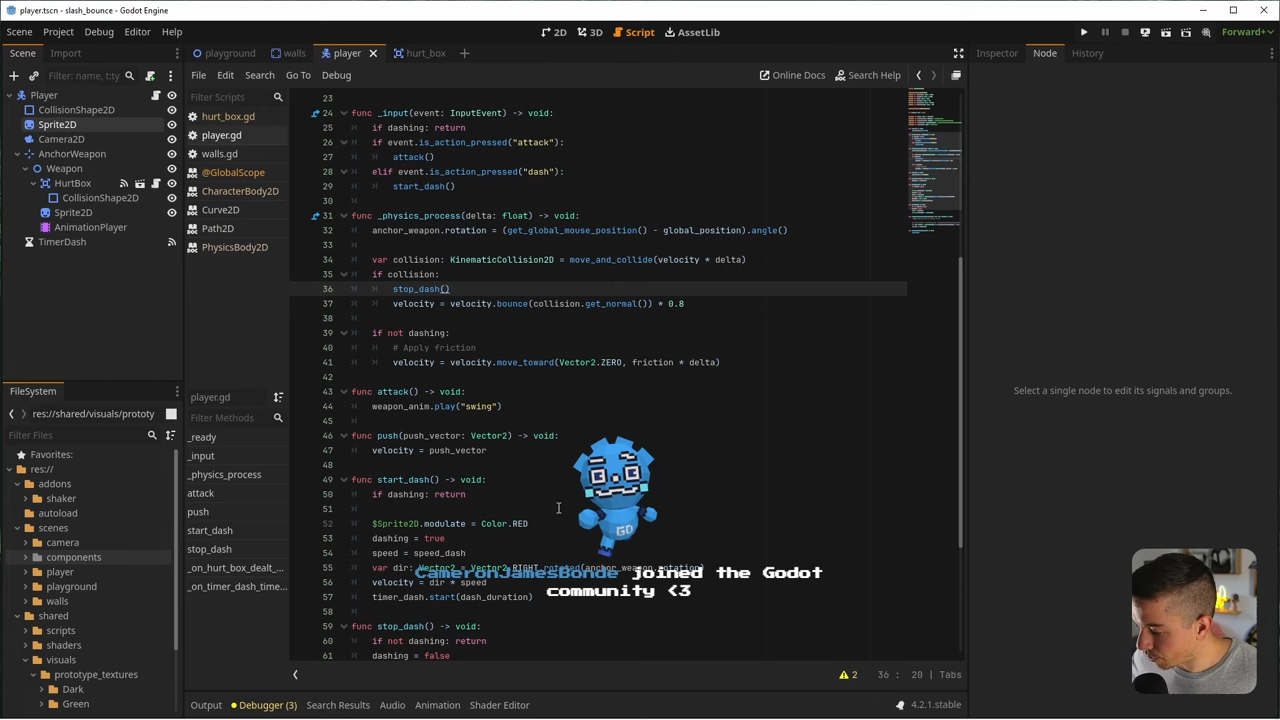 player.tscn - slash_bounce - Godot Engine
Scene Project Debug Editor Help
2D 3D Script AssetLib
Forward+
Scene Import
playground walls player hurt_box
Inspector Node History
Filter: name, t:ty
File Edit Search Go To Debug
Online Docs Search Help
Player
CollisionShape2D
Sprite2D
Camera2D
AnchorWeapon
Weapon
HurtBox
CollisionShape2D
Sprite2D
AnimationPlayer
TimerDash
Filter Scripts
hurt_box.gd
player.gd
walls.gd
@GlobalScope
CharacterBody2D
Curve2D
Path2D
PhysicsBody2D
player.gd
Filter Methods
_ready
_input
_physics_process
attack
push
start_dash
stop_dash
_on_hurt_box_dealt_...
_on_timer_dash_time...
FileSystem
res://shared/visuals/prototy
Filter Files
Favorites:
res://
addons
shaker
autoload
scenes
camera
components
player
playground
walls
shared
scripts
shaders
visuals
prototype_textures
Dark
Green
23
24 func _input(event: InputEvent) -> void:
25 if dashing: return
26 if event.is_action_pressed("attack"):
27 attack()
28 elif event.is_action_pressed("dash"):
29 start_dash()
30
31 func _physics_process(delta: float) -> void:
32 anchor_weapon.rotation = (get_global_mouse_position() - global_position).angle()
33
34 var collision: KinematicCollision2D = move_and_collide(velocity * delta)
35 if collision:
36 stop_dash()
37 velocity = velocity.bounce(collision.get_normal()) * 0.8
38
39 if not dashing:
40 # Apply friction
41 velocity = velocity.move_toward(Vector2.ZERO, friction * delta)
42
43 func attack() -> void:
44 weapon_anim.play("swing")
45
46 func push(push_vector: Vector2) -> void:
47 velocity = push_vector
48
49 func start_dash() -> void:
50 if dashing: return
51
52 $Sprite2D.modulate = Color.RED
53 dashing = true
54 speed = speed_dash
55 var dir: Vector2 = Vector2.RIGHT.rotated(anchor_weapon.rotation)
56 velocity = dir * speed
57 timer_dash.start(dash_duration)
58
59 func stop_dash() -> void:
60 if not dashing: return
61 dashing = false
GO
CameronJamesBonde joined the Godot
community <3
Select a single node to edit its signals and groups.
2 36 : 20 | Tabs
Output Debugger (3) Search Results Audio Animation Shader Editor
4.2.1.stable